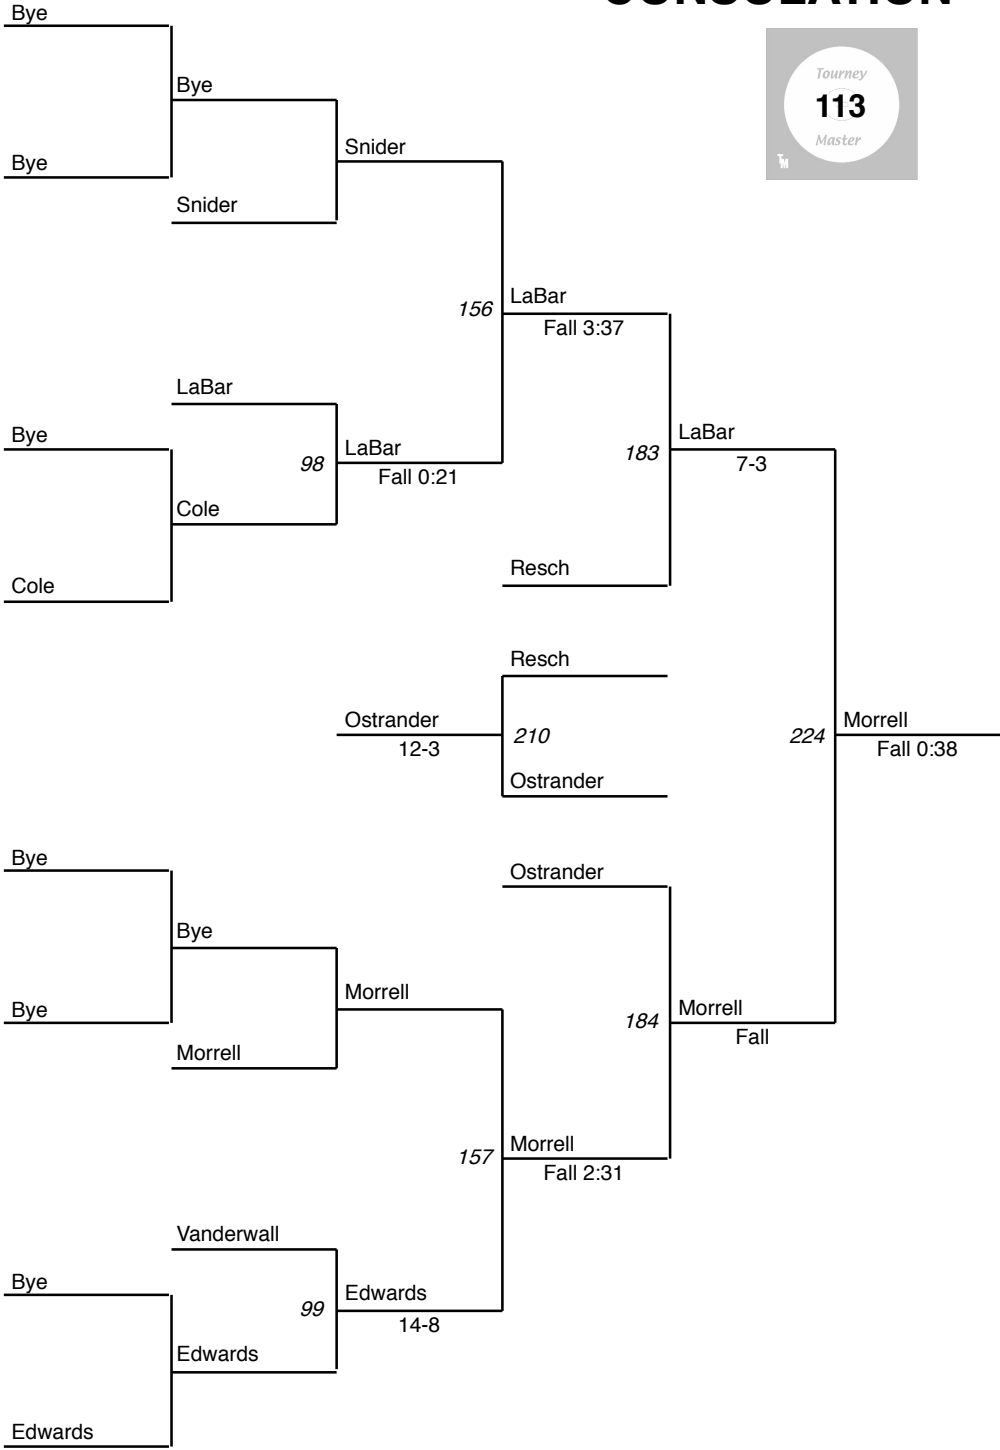 CONSOLATION
Bye
Tourney
113
Master
TM
Bye
Snider
Bye
Snider
LaBar
156
Fall 3:37
LaBar
Bye
LaBar
LaBar
98
183
7-3
Fall 0:21
Cole
Resch
Cole
Resch
Ostrander
210
224
Morrell
12-3
Fall 0:38
Ostrander
Bye
Ostrander
Bye
Morrell
Bye
184
Morrell
Fall
Morrell
Morrell
157
Fall 2:31
Vanderwall
Bye
Edwards
99
14-8
Edwards
Edwards